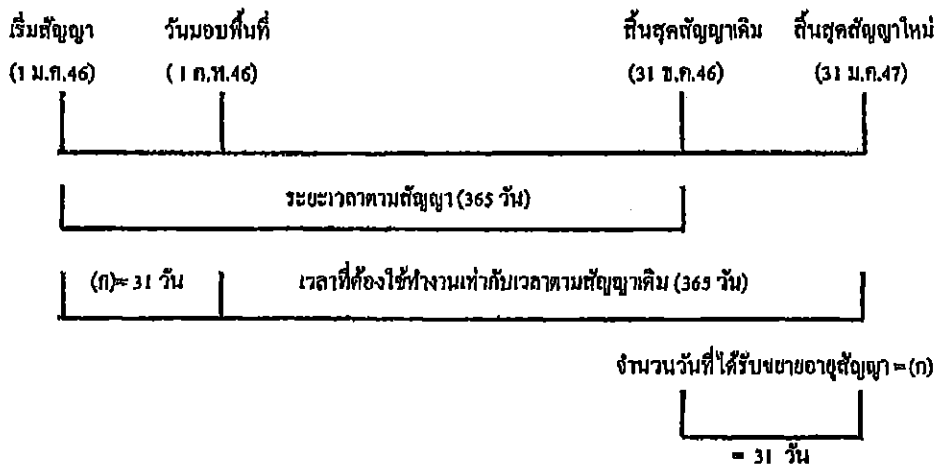 เริ่มสัญญา วันมอบพื้นที่ สิ้นสุดสัญญาเดิม สิ้นสุดสัญญาใหม่
(1 ม.ค.46) (1 ก.พ.46) (31 ธ.ค.46) (31 ม.ค.47)
ระยะเวลาตามสัญญา (365 วัน)
(ก)= 31 วัน เวลาที่ต้องใช้ทำงานเท่ากับเวลาตามสัญญาเดิม (365 วัน)
จำนวนวันที่ได้รับขยายอายุสัญญา = (ก)
= 31 วัน